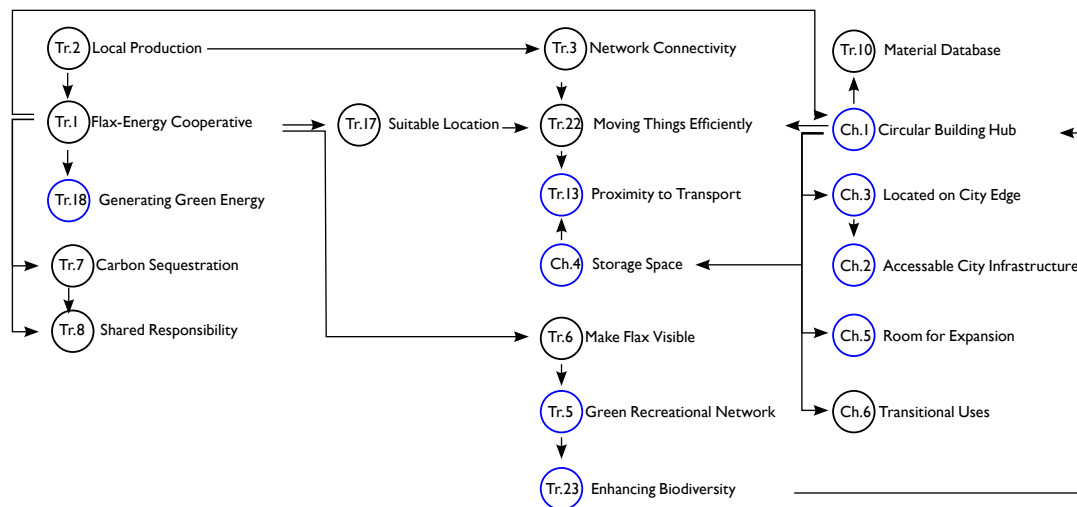 Tr.2 Local Production
Tr.3 Network Connectivity
Tr.10 Material Database
Tr.1 Flax-Energy Cooperative
Tr.17 Suitable Location
Tr.22 Moving Things Efficiently
Ch.1 Circular Building Hub
Tr.18 Generating Green Energy
Tr.13 Proximity to Transport
Ch.3 Located on City Edge
Tr.7 Carbon Sequestration
Ch.4 Storage Space
Ch.2 Accessable City Infrastructure
Tr.8 Shared Responsibility
Tr.6 Make Flax Visible
Ch.5 Room for Expansion
Tr.5 Green Recreational Network
Ch.6 Transitional Uses
Tr.23 Enhancing Biodiversity